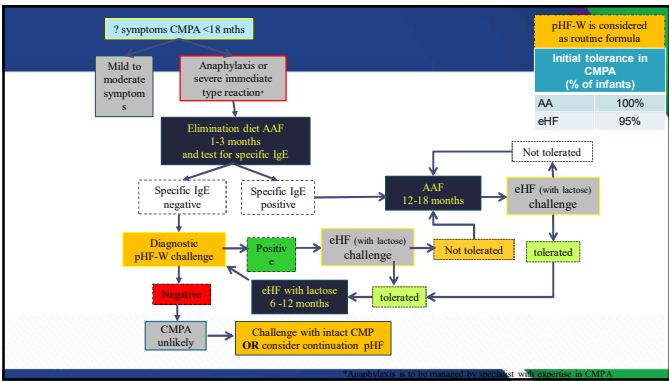 ? symptoms CMPA <18 mths
pHF-W is considered
as routine formula
Initial tolerance in
CMPA
(% of infants)
AA 100%
eHF 95%
Mild to
moderate
symptom
s
Anaphylaxis or
severe immediate
type reaction*
Elimination diet AAF
1-3 months
and test for specific IgE
Not tolerated
Specific IgE
negative
Specific IgE
positive
AAF
12-18 months
eHF (with lactose)
challenge
Diagnostic
pHF-W challenge
Positiv
e
eHF (with lactose)
challenge
Not tolerated
tolerated
Negative
eHF with lactose
6 -12 months
tolerated
CMPA
unlikely
Challenge with intact CMP
OR consider continuation pHF
*Anaphylaxis is to be managed by specialist with expertise in CMPA